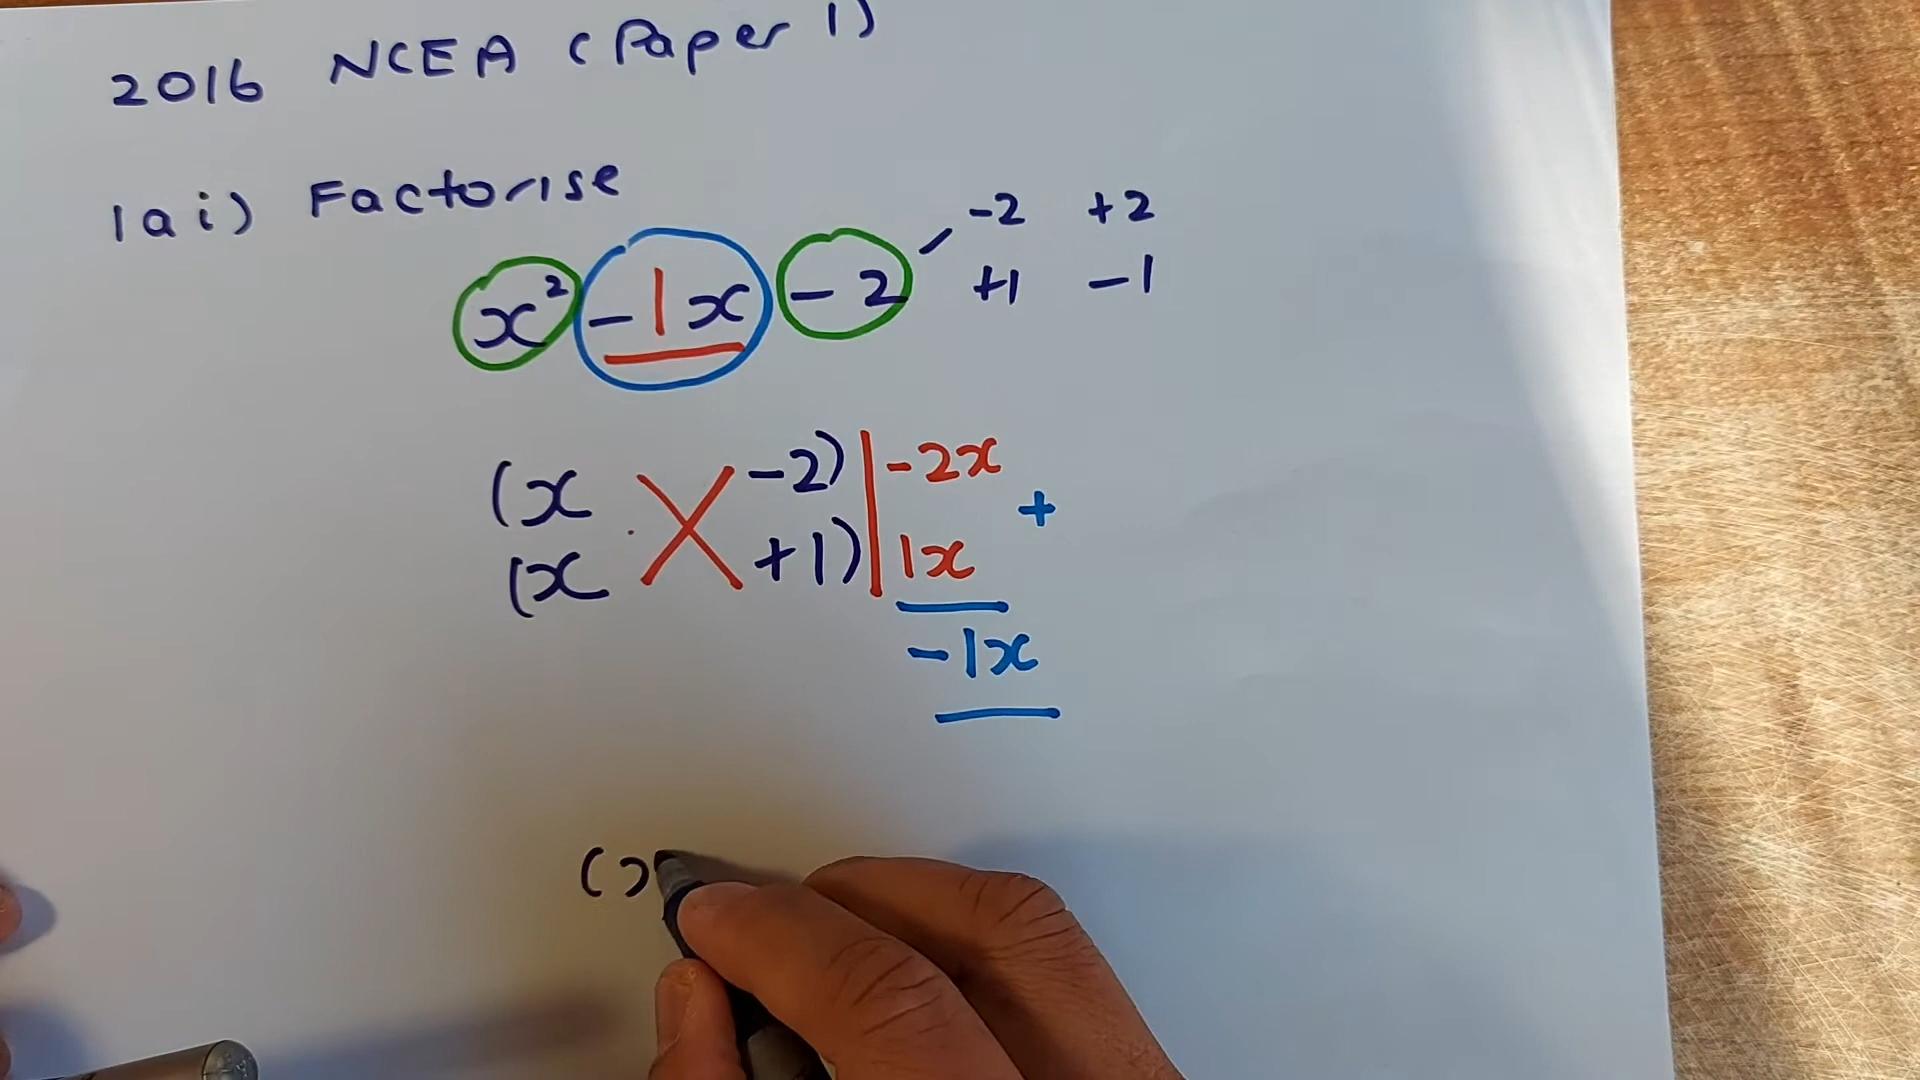 2016 NCEA (Paper 1)
1ai) Factorise
-2 +2
x² -1x -2
+1 -1
(x -2) -2x
+
(x +1) 1x
-1x
(x